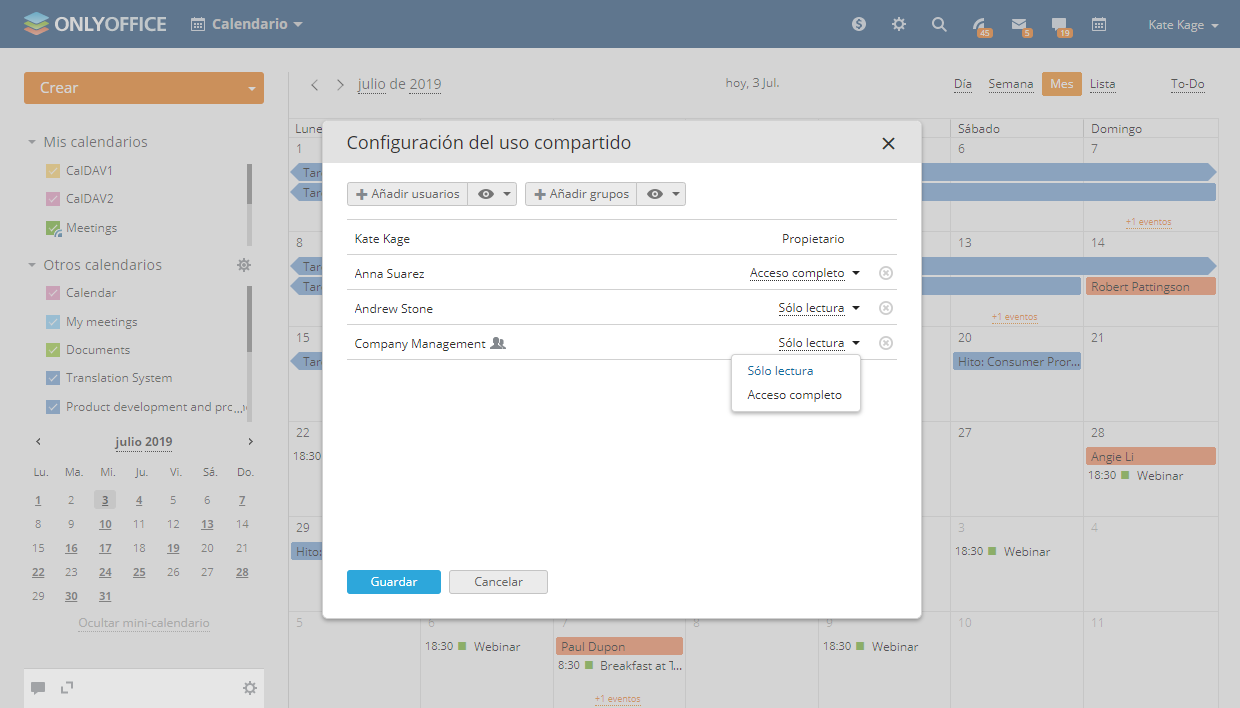 ONLYOFFICE Calendario 45 5 19 Kate Kage
Crear
julio de 2019 hoy, 3 Jul. Día Semana Mes Lista To-Do
Mis calendarios
CalDAV1
CalDAV2
Meetings
Otros calendarios
Calendar
My meetings
Documents
Translation System
Product development and prc...
julio 2019
Lu. Ma. Mi. Ju. Vi. Sá. Do.
1 2 3 4 5 6 7
8 9 10 11 12 13 14
15 16 17 18 19 20 21
22 23 24 25 26 27 28
29 30 31
Ocultar mini-calendario
Lune Sábado Domingo
1 6 7
Tar
Tar
+1 eventos
8 13 14
Tar
Tar Robert Pattingson
+1 eventos
15 20 21
Tar Hito: Consumer Pror...
22 27 28
18:30 Angie Li
18:30 Webinar
29 3 4
Hito: 18:30 Webinar
5 6 7 8 9 10 11
18:30 Webinar Paul Dupon 18:30 Webinar
8:30 Breakfast at T...
+1 eventos
Configuración del uso compartido
Añadir usuarios Añadir grupos
Kate Kage Propietario
Anna Suarez Acceso completo
Andrew Stone Sólo lectura
Company Management Sólo lectura
Sólo lectura
Acceso completo
Guardar Cancelar